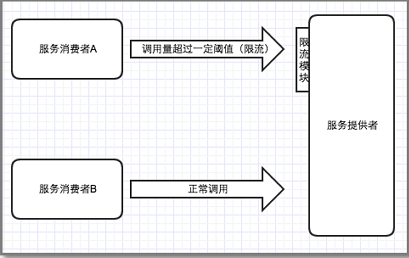 服务消费者A
调用量超过一定阈值（限流）
限流模块
服务提供者
服务消费者B
正常调用